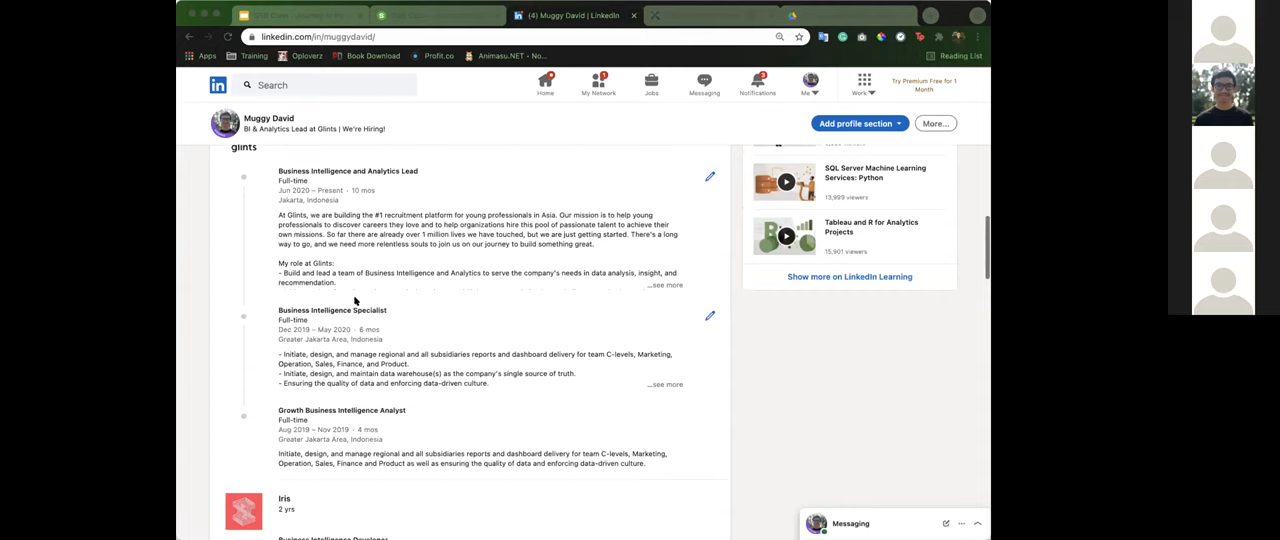 (4) Muggy David | LinkedIn
linkedin.com/in/muggydavid/
Apps
Training
Oploverz
Book Download
Profit.co
Animasu.NET - No...
Reading List
Search
Home
1
My Network
Jobs
Messaging
3
Notifications
Me
Work
Try Premium Free for 1
Month
Muggy David
BI & Analytics Lead at Glints | We're Hiring!
Add profile section
More...
glints
Business Intelligence and Analytics Lead
Full-time
Jun 2020 – Present · 10 mos
Jakarta, Indonesia
At Glints, we are building the #1 recruitment platform for young professionals in Asia. Our mission is to help young
professionals to discover careers they love and to help organizations hire this pool of passionate talent to achieve their
own missions. So far there are already over 1 million lives we have touched, but we are just getting started. There's a long
way to go, and we need more relentless souls to join us on our journey to build something great.
My role at Glints:
- Build and lead a team of Business Intelligence and Analytics to serve the company's needs in data analysis, insight, and
recommendation.
...see more
Business Intelligence Specialist
Full-time
Dec 2019 – May 2020 · 6 mos
Greater Jakarta Area, Indonesia
- Initiate, design, and manage regional and all subsidiaries reports and dashboard delivery for team C-levels, Marketing,
Operation, Sales, Finance, and Product.
- Initiate, design, and maintain data warehouse(s) as the company's single source of truth.
- Ensuring the quality of data and enforcing data-driven culture.
...see more
Growth Business Intelligence Analyst
Full-time
Aug 2019 – Nov 2019 · 4 mos
Greater Jakarta Area, Indonesia
Initiate, design, and manage regional and all subsidiaries reports and dashboard delivery for team C-levels, Marketing,
Operation, Sales, Finance and Product as well as ensuring the quality of data and enforcing data-driven culture.
Iris
2 yrs
Business Intelligence Developer
SQL Server Machine Learning
Services: Python
13,999 viewers
Tableau and R for Analytics
Projects
15,901 viewers
Show more on LinkedIn Learning
Messaging